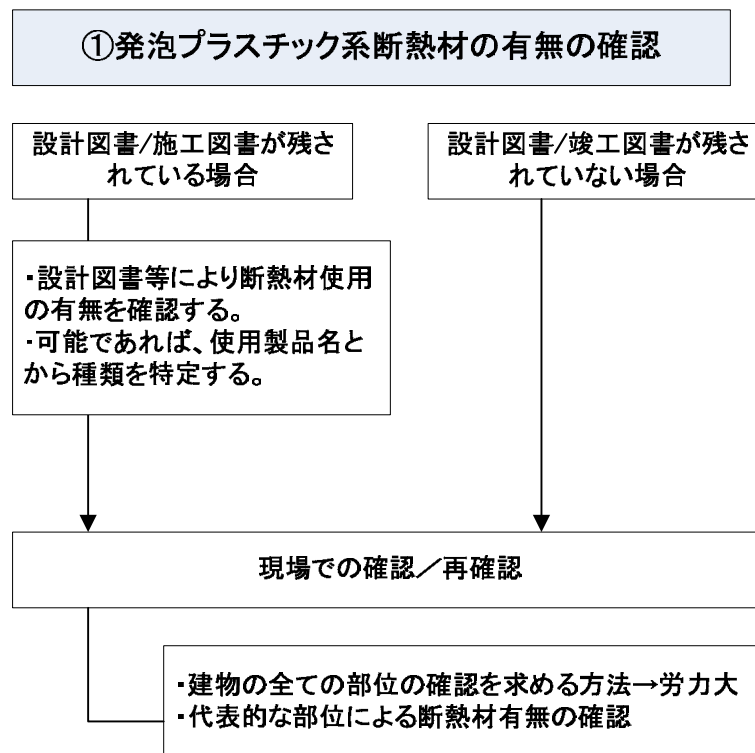 ①発泡プラスチック系断熱材の有無の確認
設計図書/施工図書が残さ
れている場合
設計図書/竣工図書が残さ
れていない場合
・設計図書等により断熱材使用
の有無を確認する。
・可能であれば、使用製品名と
から種類を特定する。
現場での確認／再確認
・建物の全ての部位の確認を求める方法→労力大
・代表的な部位による断熱材有無の確認